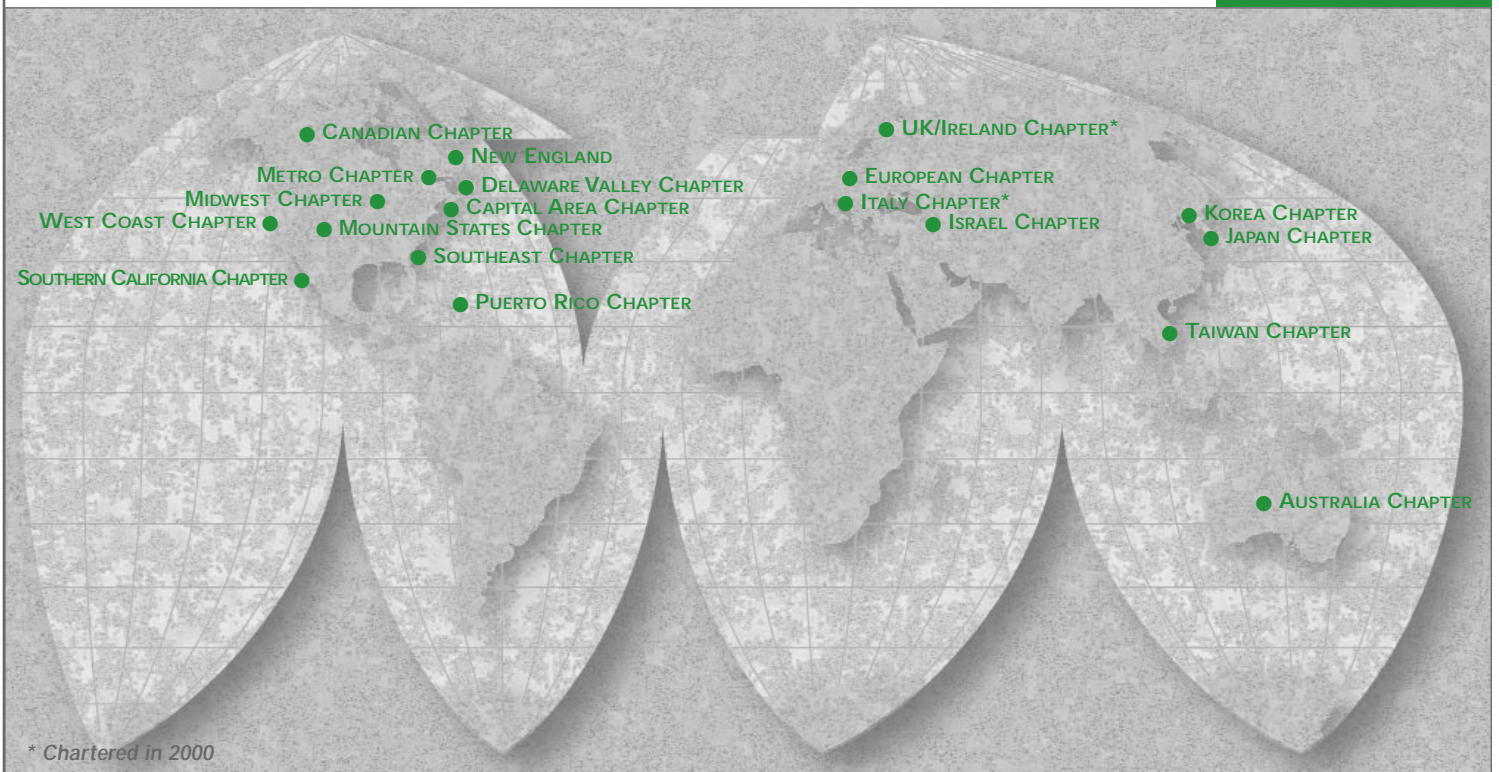 Canadian Chapter
New England
Metro Chapter
Delaware Valley Chapter
Midwest Chapter
Capital Area Chapter
West Coast Chapter
Mountain States Chapter
Southeast Chapter
Southern California Chapter
Puerto Rico Chapter
UK/Ireland Chapter*
European Chapter
Italy Chapter*
Israel Chapter
Korea Chapter
Japan Chapter
Taiwan Chapter
Australia Chapter
* Chartered in 2000